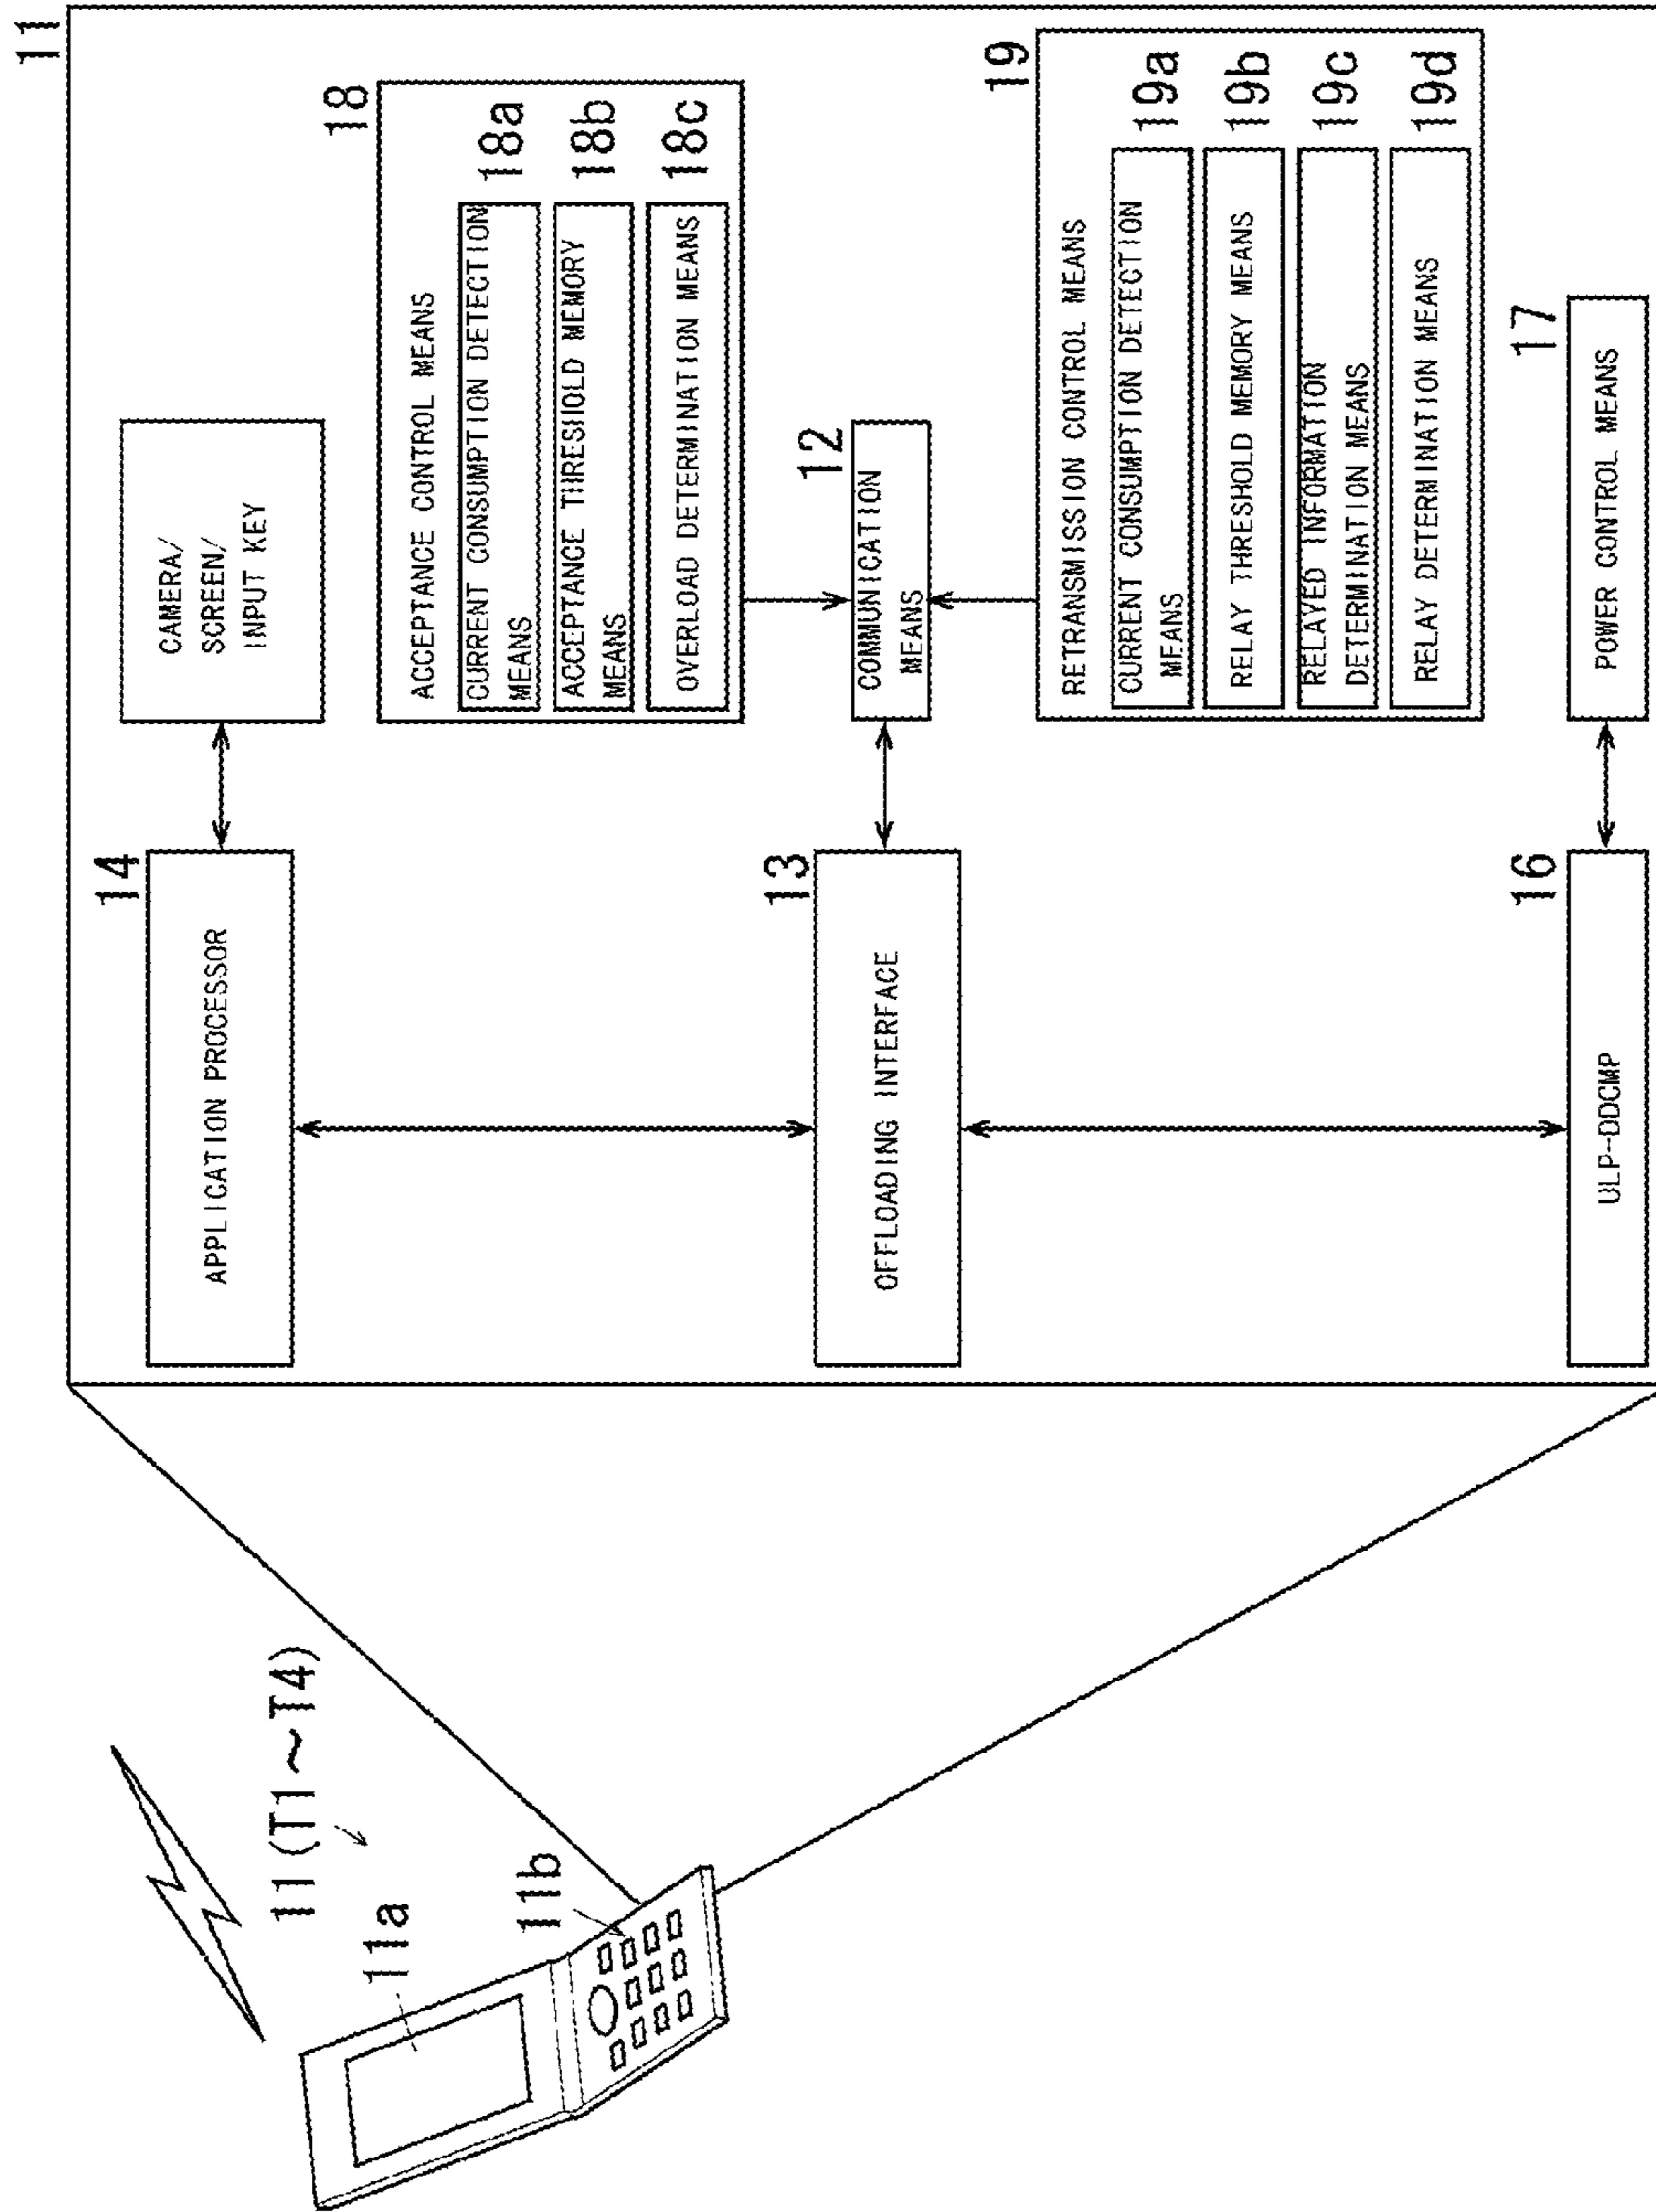 11
14
APPLICATION PROCESSOR
CAMERA/
SCREEN/
INPUT KEY
18
ACCEPTANCE CONTROL MEANS
CURRENT CONSUMPTION DETECTION
MEANS
18a
ACCEPTANCE THRESHOLD MEMORY
MEANS
18b
OVERLOAD DETERMINATION MEANS
18c
11 (T1~T4)
11a
11b
13
OFFLOADING INTERFACE
12
COMMUNICATION
MEANS
19
RETRANSMISSION CONTROL MEANS
CURRENT CONSUMPTION DETECTION
MEANS
19a
RELAY THRESHOLD MEMORY MEANS
19b
RELAYED INFORMATION
DETERMINATION MEANS
19c
RELAY DETERMINATION MEANS
19d
16
ULP-DDCMP
17
POWER CONTROL MEANS